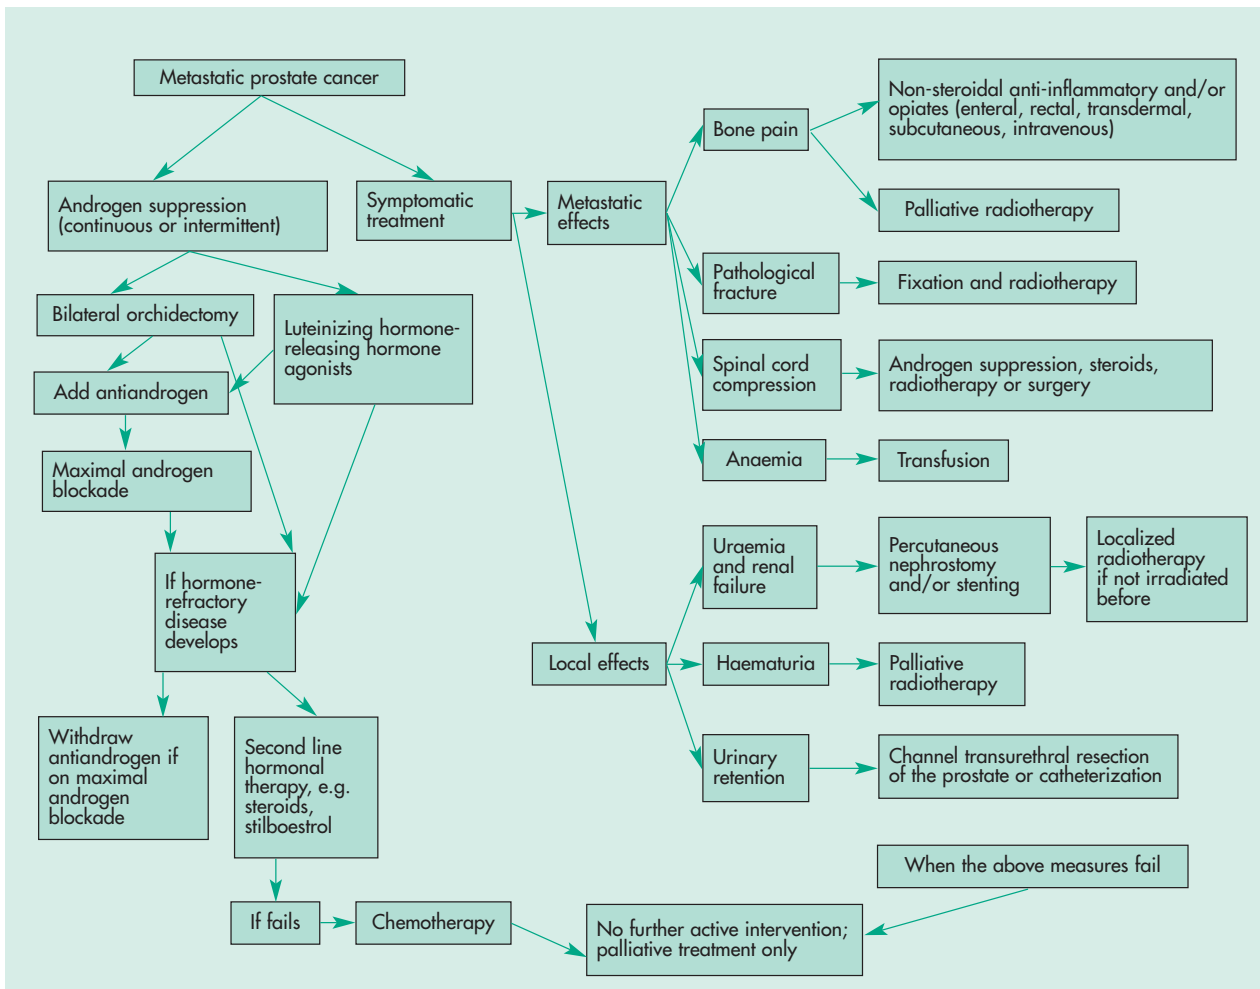 Metastatic prostate cancer
Androgen suppression
(continuous or intermittent)
Symptomatic
treatment
Bilateral orchidectomy
Luteinizing hormone-
releasing hormone
agonists
Add antiandrogen
Maximal androgen
blockade
If hormone-
refractory
disease
develops
Withdraw
antiandrogen if
on maximal
androgen
blockade
Second line
hormonal
therapy, e.g.
steroids,
stilboestrol
If fails
Chemotherapy
Metastatic
effects
Bone pain
Non-steroidal anti-inflammatory and/or
opiates (enteral, rectal, transdermal,
subcutaneous, intravenous)
Palliative radiotherapy
Pathological
fracture
Fixation and radiotherapy
Spinal cord
compression
Androgen suppression, steroids,
radiotherapy or surgery
Anaemia
Transfusion
Local effects
Uraemia
and renal
failure
Percutaneous
nephrostomy
and/or stenting
Localized
radiotherapy
if not irradiated
before
Haematuria
Palliative
radiotherapy
Urinary
retention
Channel transurethral resection
of the prostate or catheterization
When the above measures fail
No further active intervention;
palliative treatment only